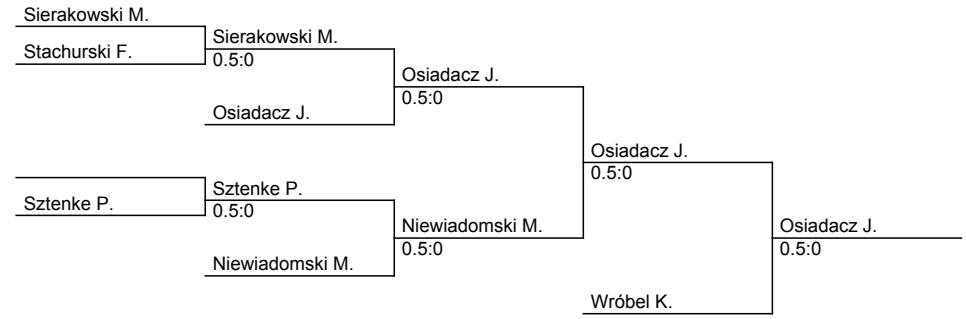 Sierakowski M.
Sierakowski M.
Stachurski F.
0.5:0
Osiadacz J.
0.5:0
Osiadacz J.
Osiadacz J.
0.5:0
Sztenke P.
Sztenke P.
0.5:0
Niewiadomski M.
0.5:0
Osiadacz J.
0.5:0
Niewiadomski M.
Wróbel K.